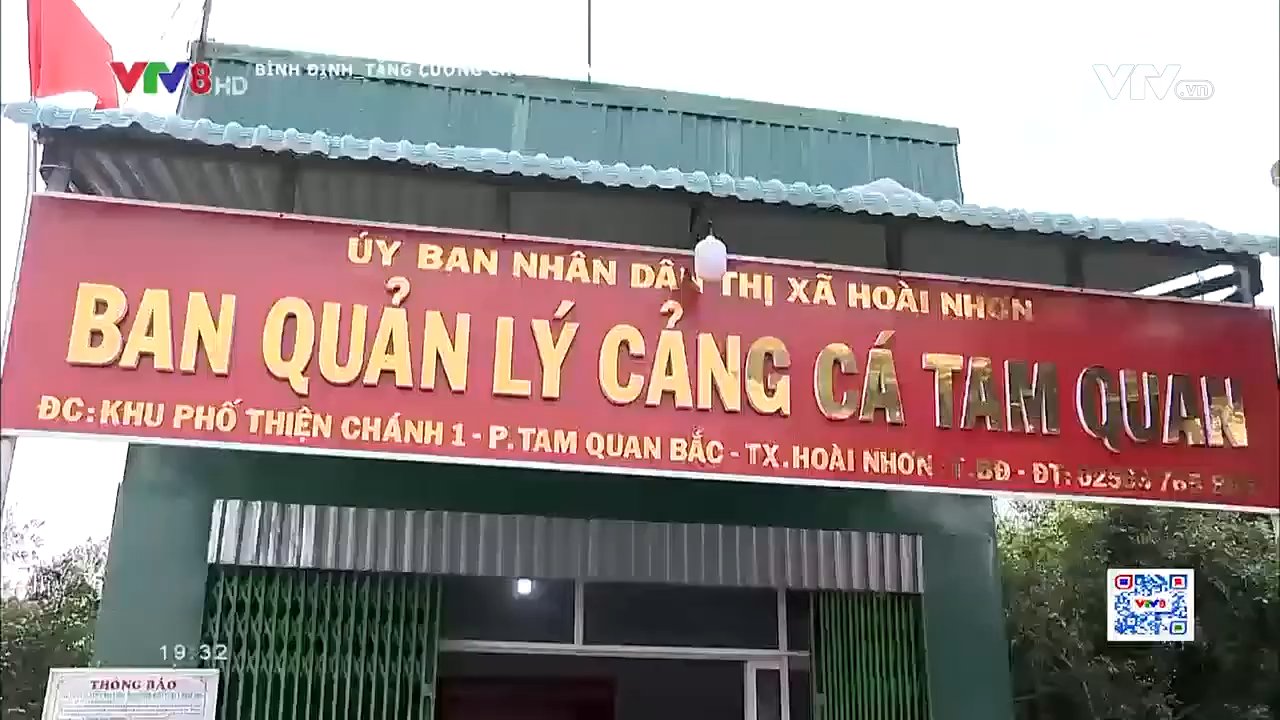 VTV8 HD
BÌNH ĐỊNH_TĂNG CƯỜNG
VTV.vn
ỦY BAN NHÂN DÂN THỊ XÃ HOÀI NHƠN
BAN QUẢN LÝ CẢNG CÁ TAM QUAN
ĐC: KHU PHỐ THIỆN CHÁNH 1 - P. TAM QUAN BẮC - TX. HOÀI NHƠN - T. BĐ - ĐT:
VTV8
19:32
THÔNG BÁO